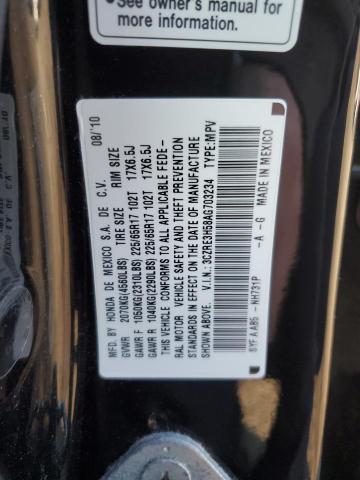 See owner's manual for
more information.
MFD. BY HONDA DE MEXICO S.A. DE C.V. 08/'10
TIRE SIZE RIM SIZE
GVWR 2070KG(4560LBS)
GAWR F 1050KG(2310LBS) 225/65R17 102T 17X6.5J
GAWR R 1040KG(2290LBS) 225/65R17 102T 17X6.5J
THIS VEHICLE CONFORMS TO ALL APPLICABLE FEDE-
RAL MOTOR VEHICLE SAFETY AND THEFT PREVENTION
STANDARDS IN EFFECT ON THE DATE OF MANUFACTURE
SHOWN ABOVE. V.I.N.: 3CZRE3H58AG703234 TYPE:MPV
SYFAAB5 -NH731P -A -G MADE IN MEXICO